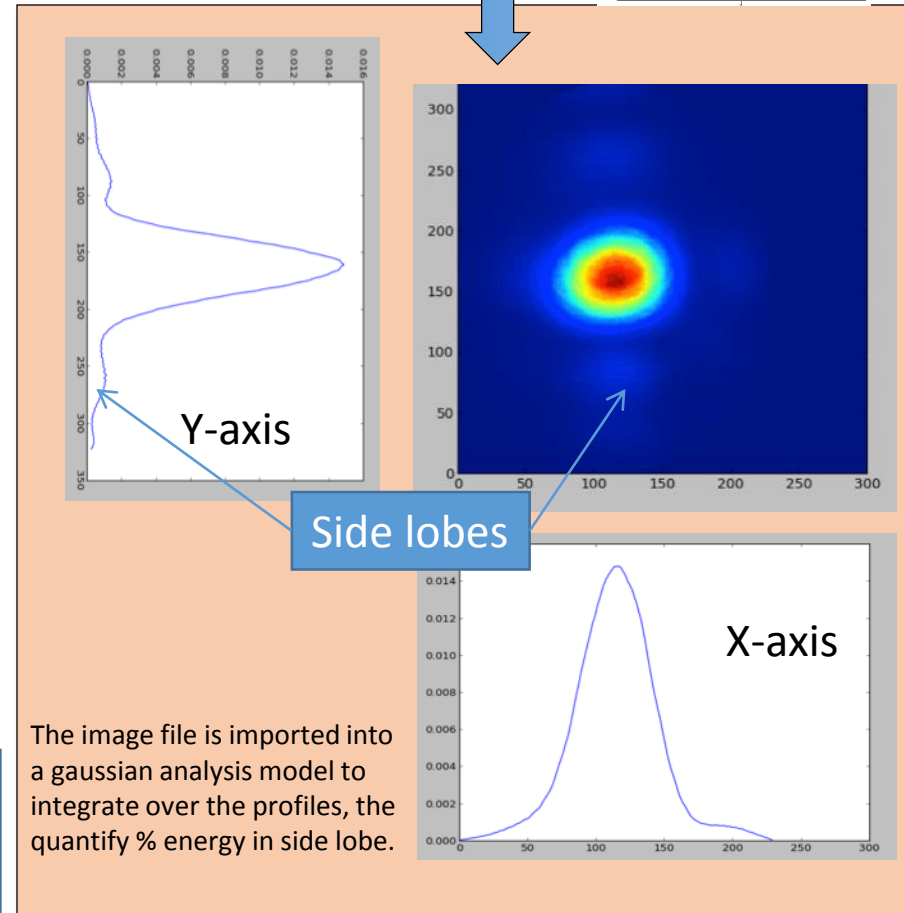 0.000 0.002 0.004 0.006 0.008 0.010 0.012 0.014 0.016
0
50
100
150
200
250
300
350
Y-axis
300
250
200
150
100
50
0
0 50 100 150 200 250 300
Side lobes
0.014
0.012
0.010
0.008
0.006
0.004
0.002
0.000
0 50 100 150 200 250 300
X-axis
The image file is imported into
a gaussian analysis model to
integrate over the profiles, the
quantify % energy in side lobe.